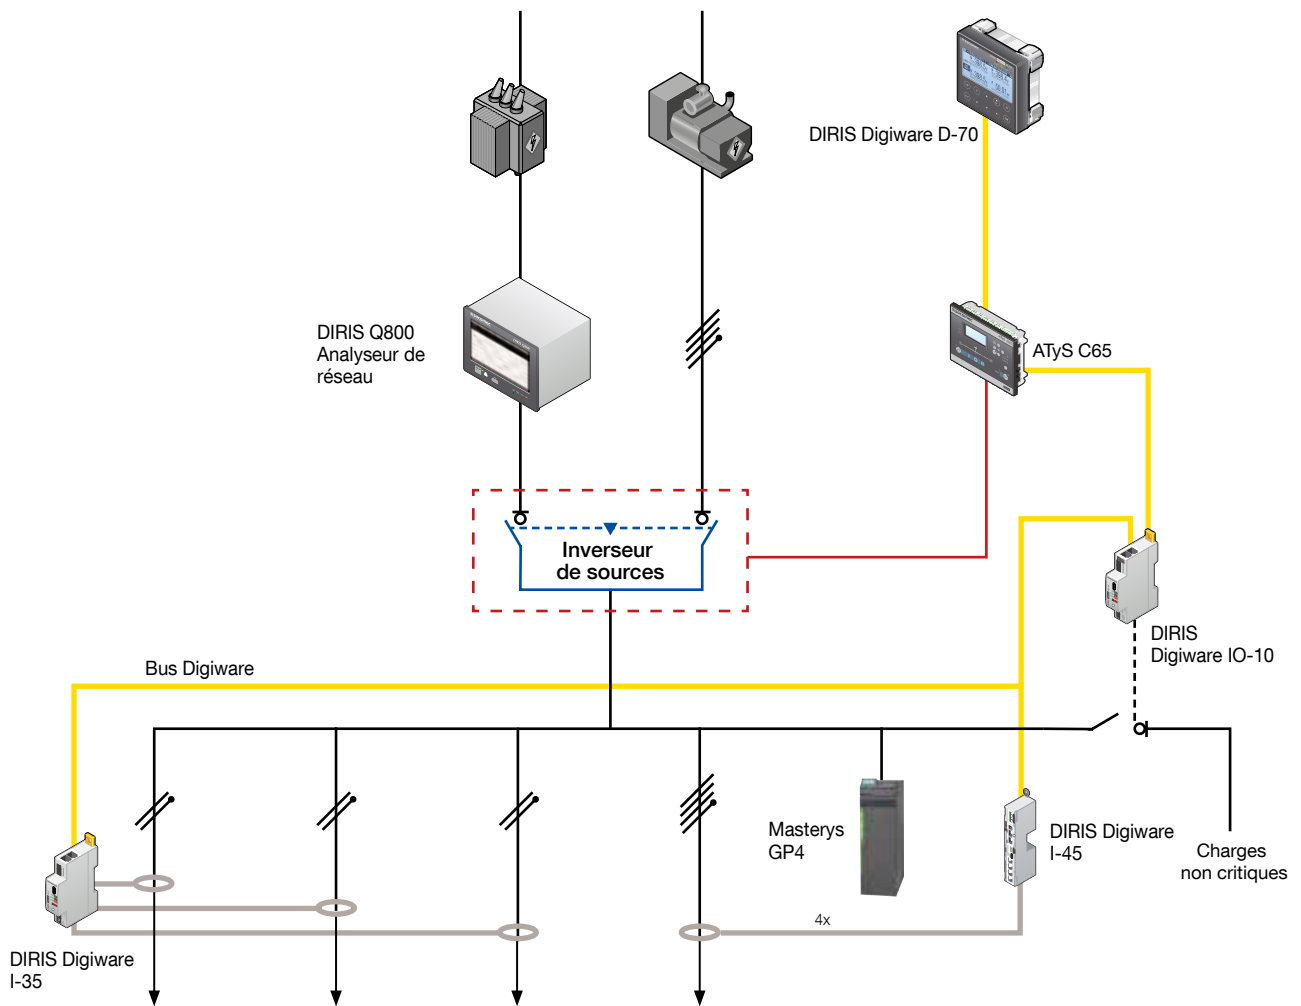 DIRIS Digiware D-70
DIRIS Q800
Analyseur de
réseau
ATyS C65
Inverseur
de sources
DIRIS
Digiware IO-10
Bus Digiware
Masterys
GP4
DIRIS Digiware
I-45
Charges
non critiques
4x
DIRIS Digiware
I-35